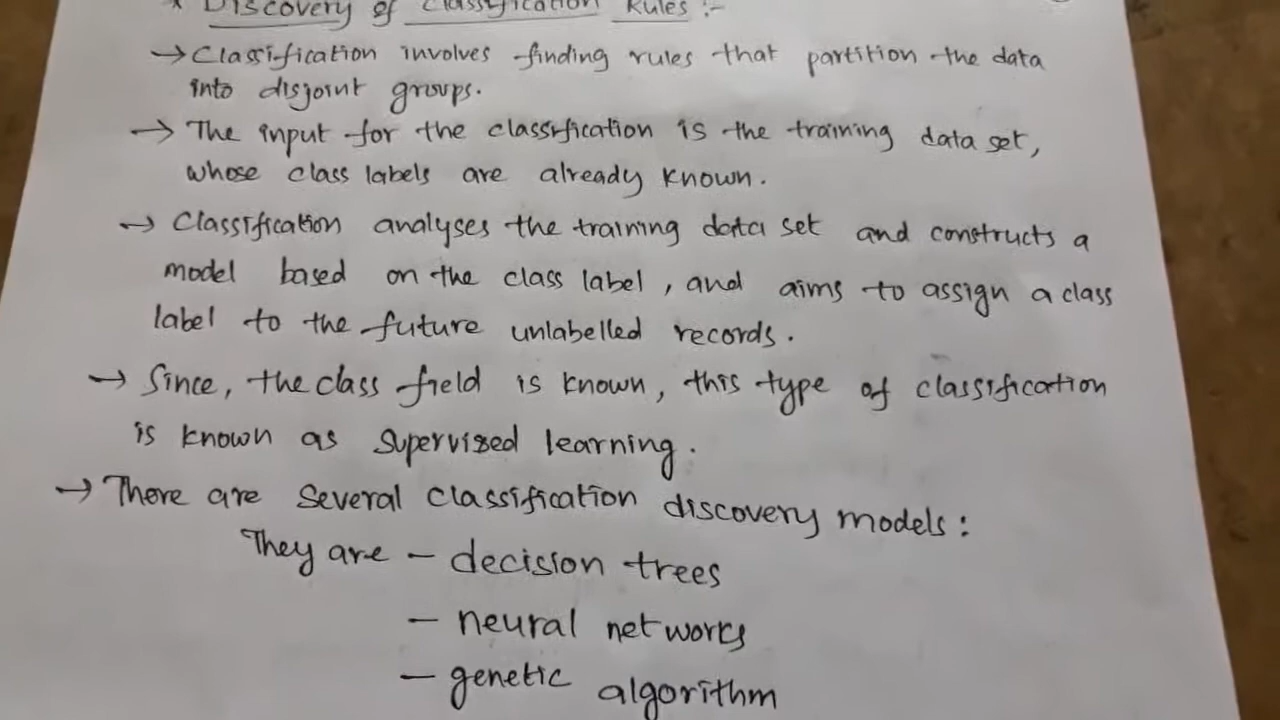 * Discovery of Classification Rules :-
→ Classification involves finding rules that partition the data
into disjoint groups.
→ The input for the classification is the training data set,
whose class labels are already known.
→ Classification analyses the training data set and constructs a
model based on the class label, and aims to assign a class
label to the future unlabelled records.
→ Since, the class field is known, this type of classification
is known as supervised learning.
→ There are several classification discovery models:
They are - decision trees
- neural networks
- genetic algorithm